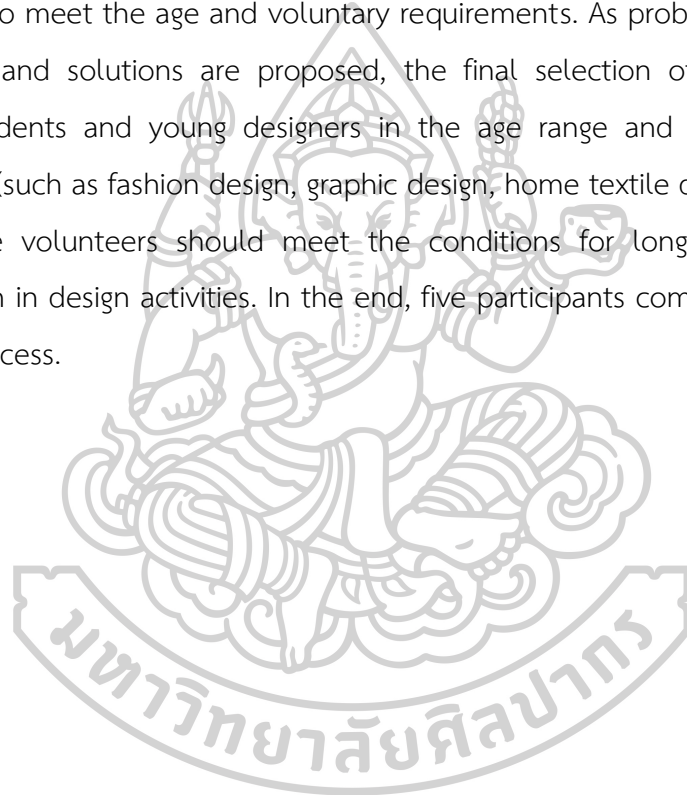 o meet the age and voluntary requirements. As prob
and solutions are proposed, the final selection of
dents and young designers in the age range and
(such as fashion design, graphic design, home textile
e volunteers should meet the conditions for long
n in design activities. In the end, five participants com
cess.
มหาวิทยาลัยศิลปากร